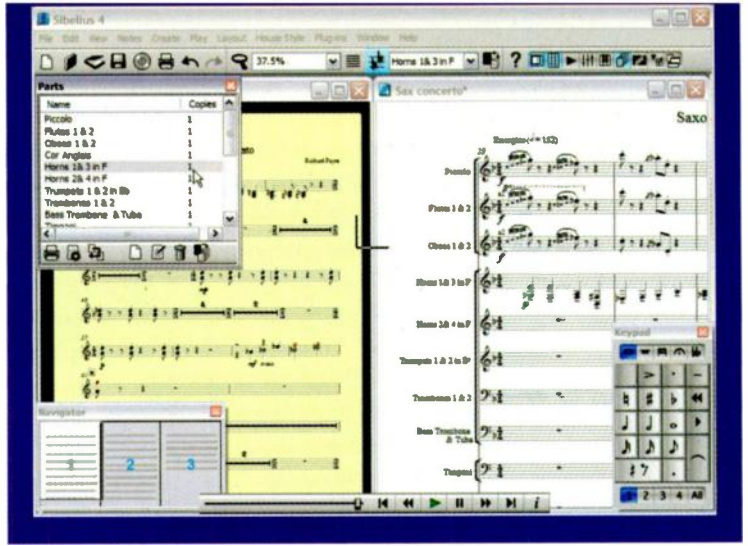 Sibelius 4
File Edit View Notes Create Play Layout House Style Plug-ins Window Help
37.5%
Horns 1& 3 in F
?
Parts
Name Copies
Piccolo 1
Flutes 1 & 2 1
Oboes 1 & 2 1
Cor Anglais 1
Horns 1& 3 in F 1
Horns 2& 4 in F 1
Trumpets 1 & 2 in Bb 1
Trombones 1 & 2 1
Bass Trombone & Tuba 1
Timpani
Sax concerto*
Saxo
Energico (♩ = 152)
Piccolo
Flutes 1 & 2
Oboes 1 & 2
Horns 1& 3 in F
Horns 2& 4 in F
Trumpets 1 & 2 in B♭
Trombones 1 & 2
Bass Trombone
& Tuba
Timpani
Keypad
1 2 3 4 All
Navigator
1 2 3
i